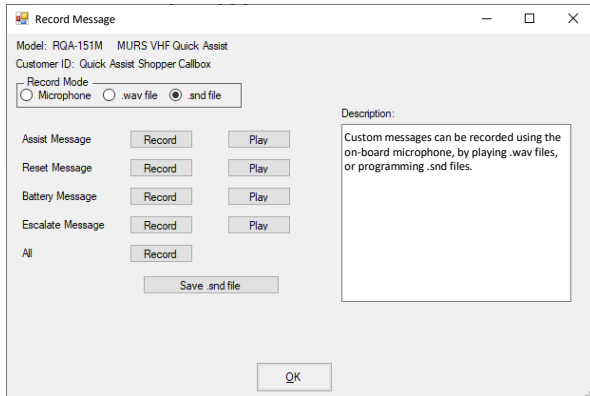 Record Message
Model: RQA-151M MURS VHF Quick Assist
Customer ID: Quick Assist Shopper Callbox
Record Mode
Microphone .wav file .snd file
Description:
Custom messages can be recorded using the
on-board microphone, by playing .wav files,
or programming .snd files.
Assist Message Record Play
Reset Message Record Play
Battery Message Record Play
Escalate Message Record Play
All Record
Save .snd file
OK